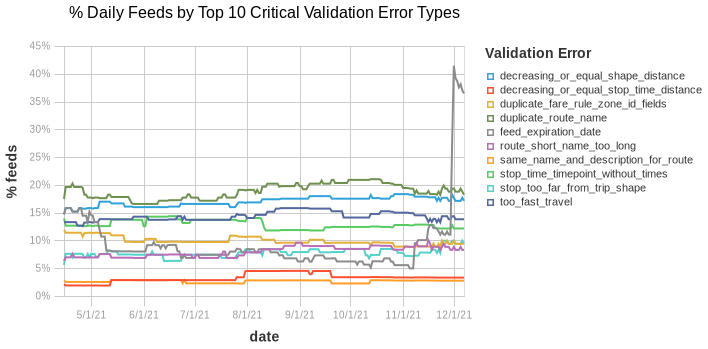 % Daily Feeds by Top 10 Critical Validation Error Types
45%
40%
35%
30%
25%
20%
15%
10%
5%
0%
% feeds
5/1/21
6/1/21
7/1/21
8/1/21
9/1/21
10/1/21
11/1/21
12/1/21
date
Validation Error
decreasing_or_equal_shape_distance
decreasing_or_equal_stop_time_distance
duplicate_fare_rule_zone_id_fields
duplicate_route_name
feed_expiration_date
route_short_name_too_long
same_name_and_description_for_route
stop_time_timepoint_without_times
stop_too_far_from_trip_shape
too_fast_travel